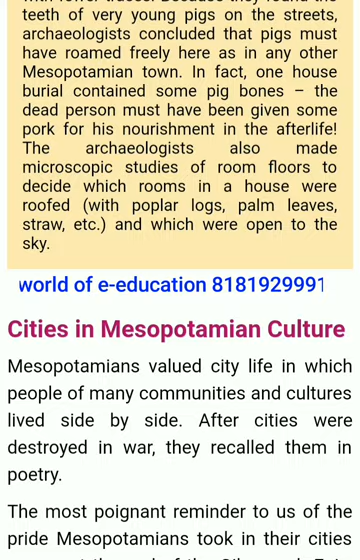 teeth of very young pigs on the streets,
archaeologists concluded that pigs must
have roamed freely here as in any other
Mesopotamian town. In fact, one house
burial contained some pig bones – the
dead person must have been given some
pork for his nourishment in the afterlife!
The archaeologists also made
microscopic studies of room floors to
decide which rooms in a house were
roofed (with poplar logs, palm leaves,
straw, etc.) and which were open to the
sky.
world of e-education 8181929991
Cities in Mesopotamian Culture
Mesopotamians valued city life in which
people of many communities and cultures
lived side by side. After cities were
destroyed in war, they recalled them in
poetry.
The most poignant reminder to us of the
pride Mesopotamians took in their cities